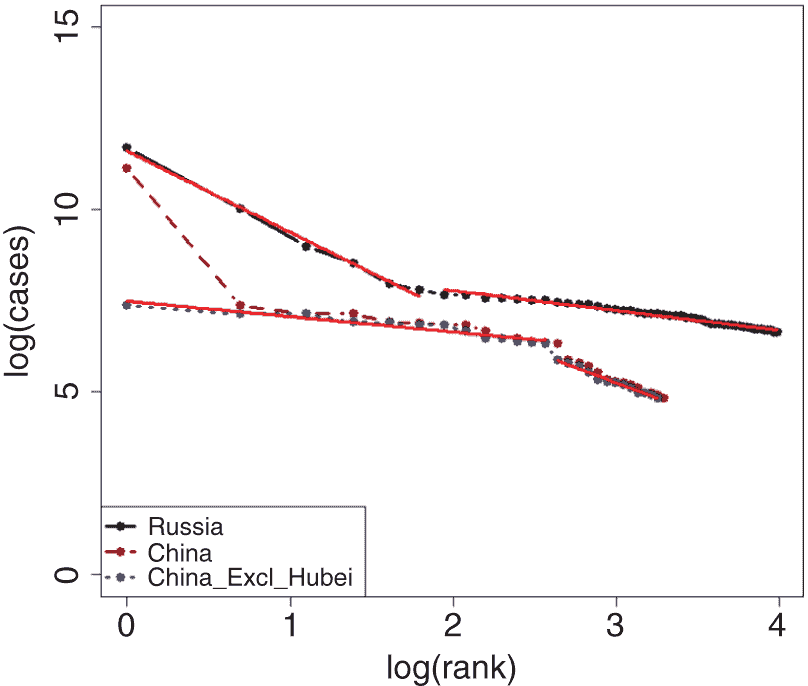 15
10
5
0
log(cases)
Russia
China
China_Excl_Hubei
0 1 2 3 4
log(rank)